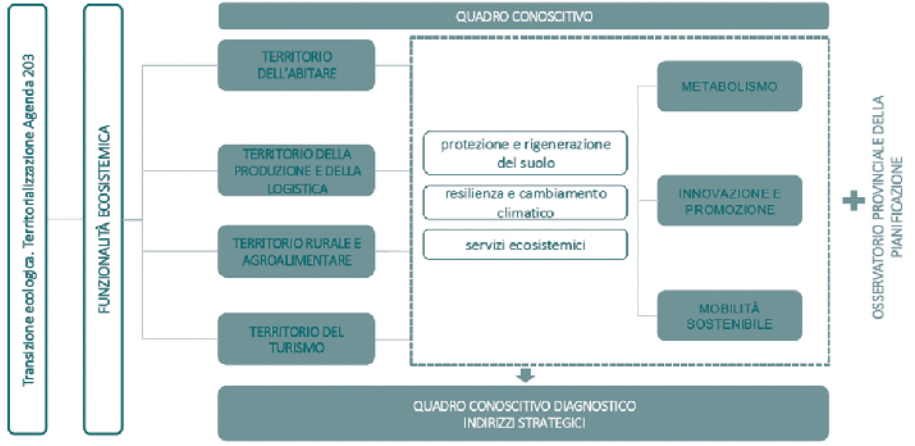 Transizione ecologica. Territorializzazione Agenda 203
FUNZIONALITÀ ECOSISTEMICA
QUADRO CONOSCITIVO
TERRITORIO
DELL'ABITARE
TERRITORIO DELLA
PRODUZIONE E DELLA
LOGISTICA
TERRITORIO RURALE E
AGROALIMENTARE
TERRITORIO DEL
TURISMO
protezione e rigenerazione
del suolo
resilienza e cambiamento
climatico
servizi ecosistemici
METABOLISMO
INNOVAZIONE E
PROMOZIONE
MOBILITÀ
SOSTENIBILE
OSSERVATORIO PROVINCIALE DELLA
PIANIFICAZIONE
QUADRO CONOSCITIVO DIAGNOSTICO
INDIRIZZI STRATEGICI